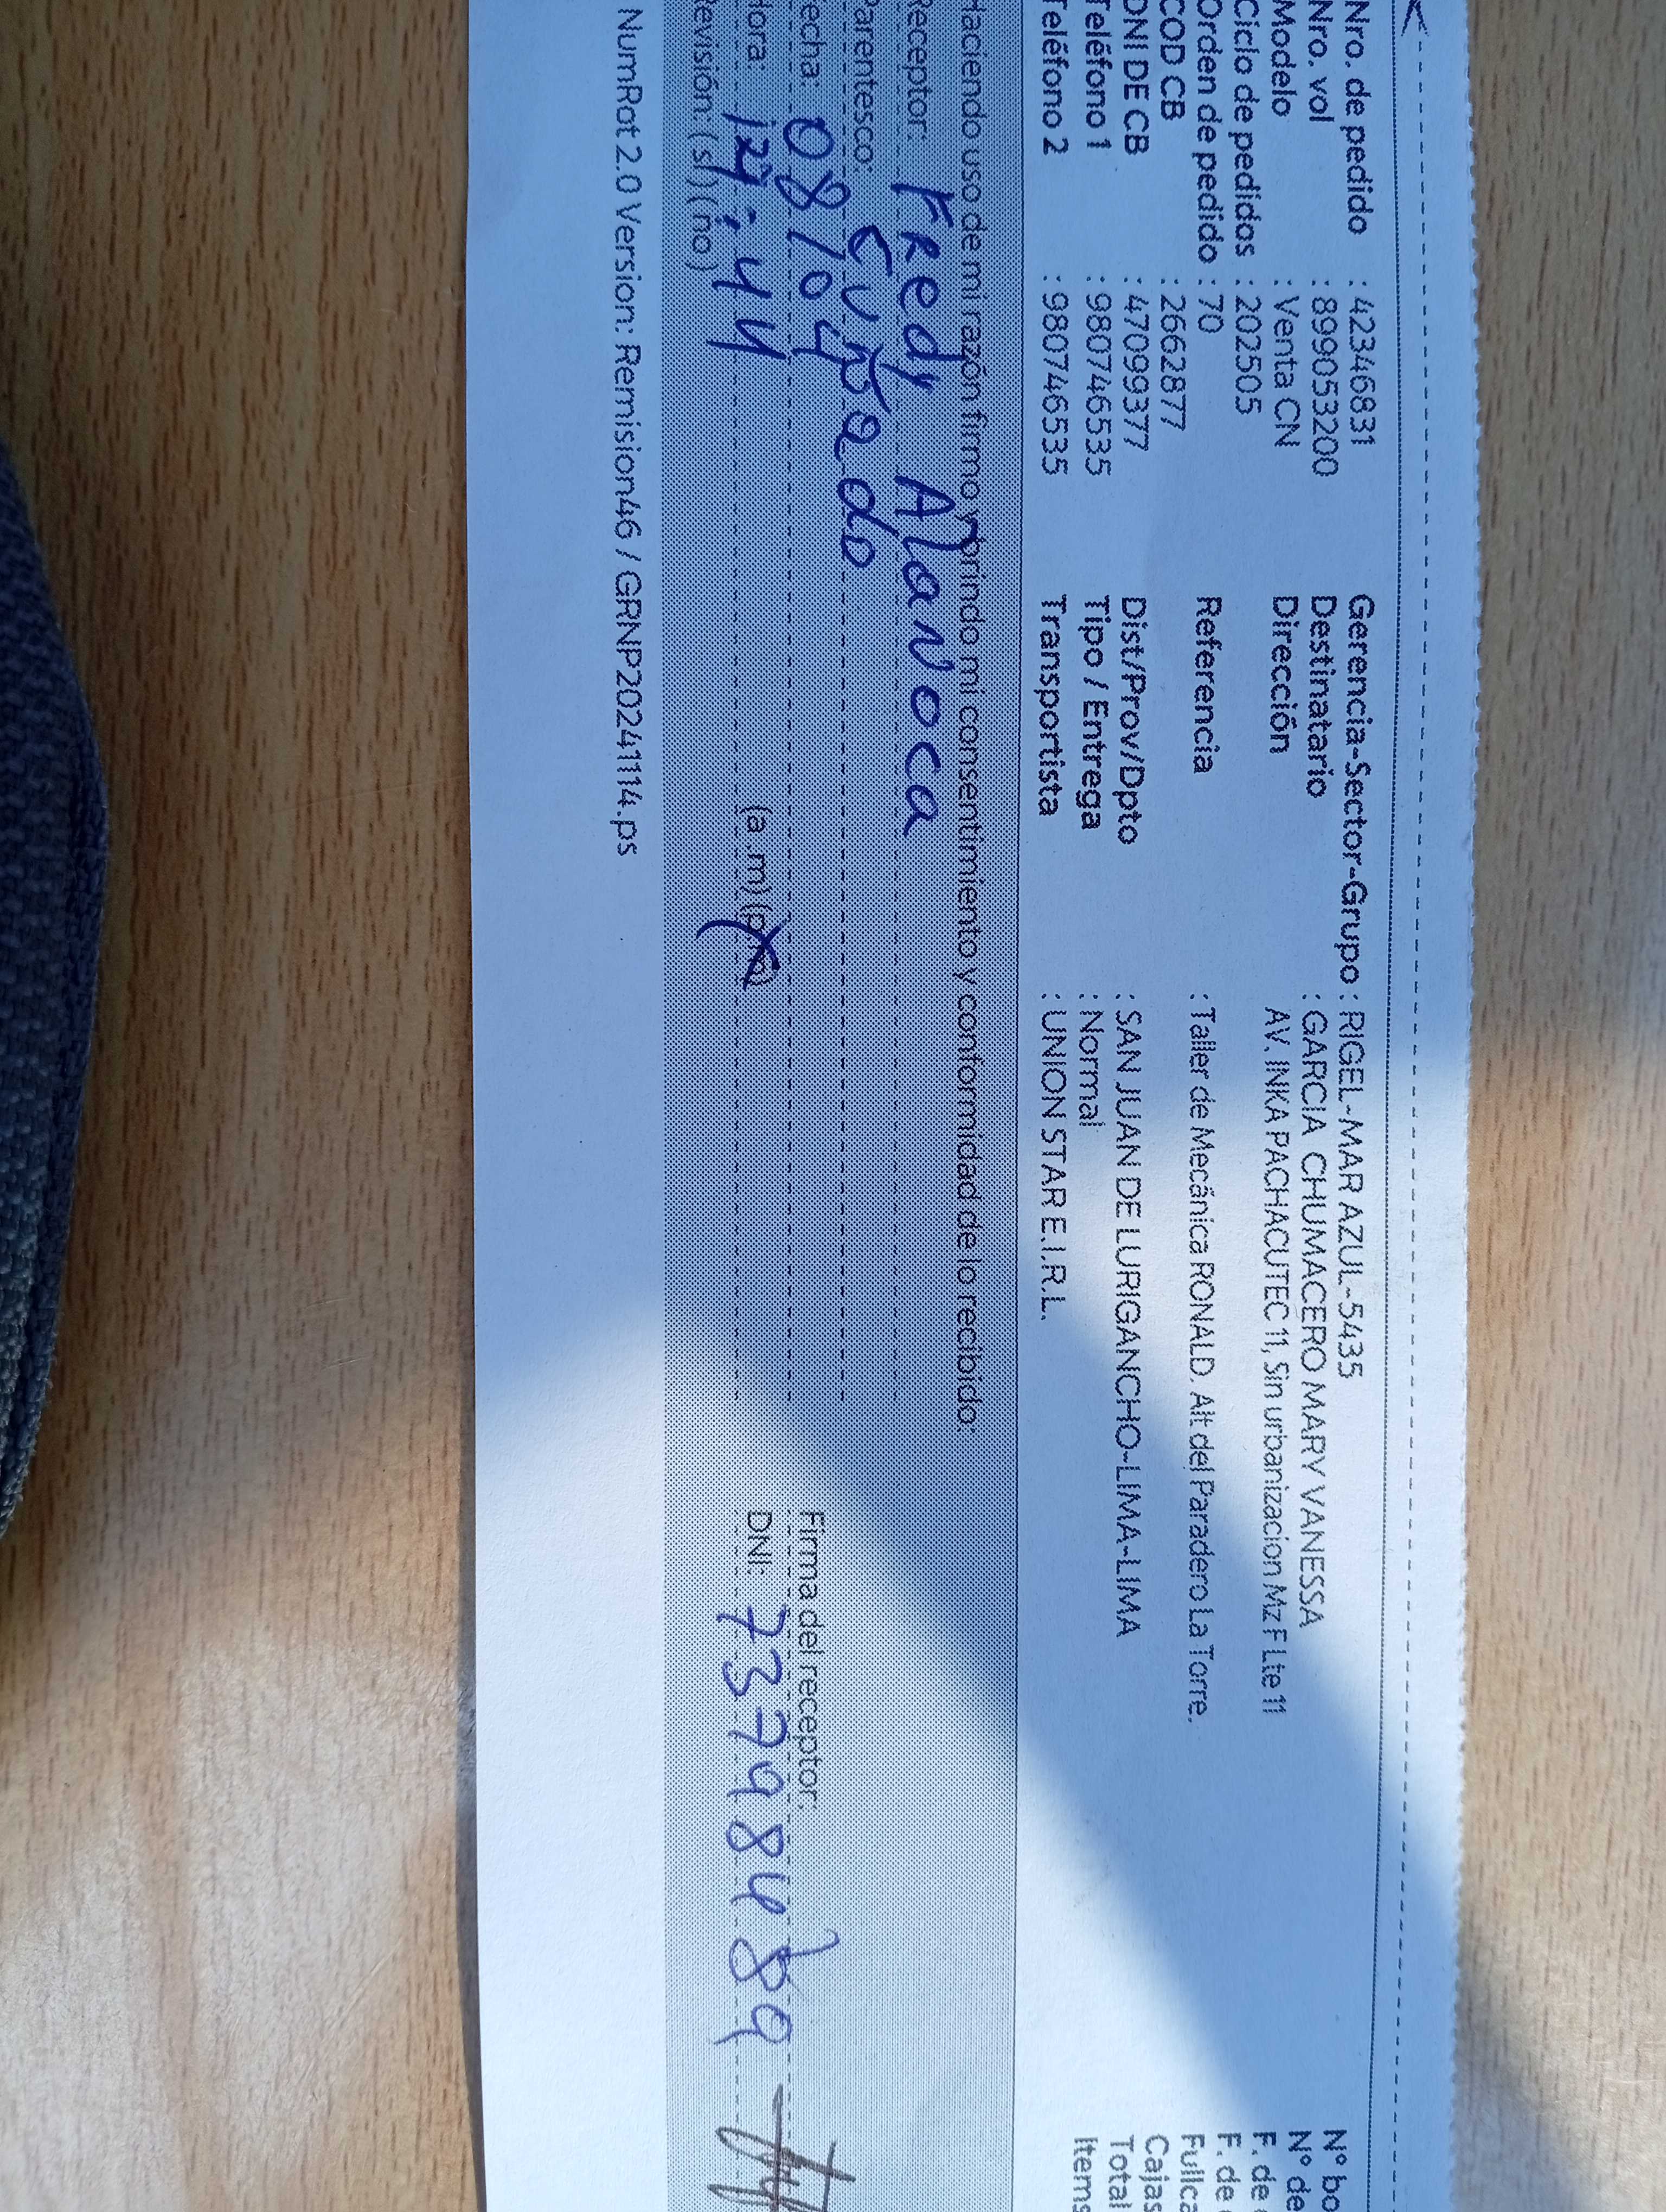 Nro. de pedido : 42346831
Nro. vol : 899053200
Modelo : Venta CN
Ciclo de pedidos : 202505
Orden de pedido : 70
COD CB : 2662877
DNI DE CB : 47099377
Teléfono 1 : 980746535
Teléfono 2 : 980746535
Gerencia-Sector-Grupo : RIGEL-MAR AZUL-5435
Destinatario : GARCIA CHUMACERO MARY VANESSA
Dirección AV. INKA PACHACUTEC 11, Sin urbanizacion Mz F Lte 11
Referencia : Taller de Mecánica RONALD. Alt del Paradero La Torre.
Dist/Prov/Dpto : SAN JUAN DE LURIGANCHO-LIMA-LIMA
Tipo / Entrega : Normal
Transportista : UNION STAR E.I.R.L.
N° bo
N° de
F. de
F. de
Fullca
Cajas
Total
Items
Haciendo uso de mi razón firmo y brindo mi consentimiento y conformidad de lo recibido:
Receptor: Fredy Alanoca
Parentesco: Cuñado
Fecha: 08/04
Hora: 12:44 (a.m) (p.m)
Revisión: (si) (no)
Firma del receptor:
DNI: 73798489
NumRot 2.0 Version: Remision46 / GRNP20241114.ps